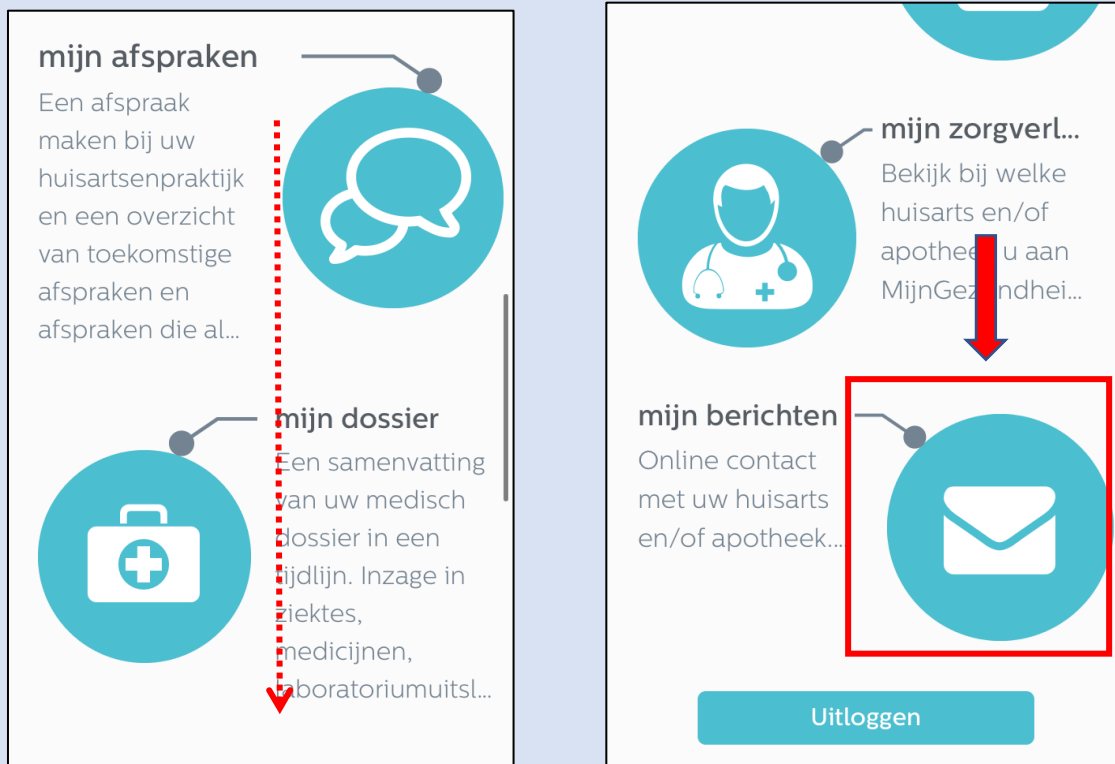 mijn afspraken
Een afspraak
maken bij uw
huisartsenpraktijk
en een overzicht
van toekomstige
afspraken en
afspraken die al...
mijn dossier
Een samenvatting
van uw medisch
dossier in een
tijdlijn. Inzage in
ziektes,
medicijnen,
laboratoriumuitsl...
mijn zorgverl...
Bekijk bij welke
huisarts en/of
u aan
mijn berichten
Online contact
met uw huisarts
en/of apotheek...
Uitloggen